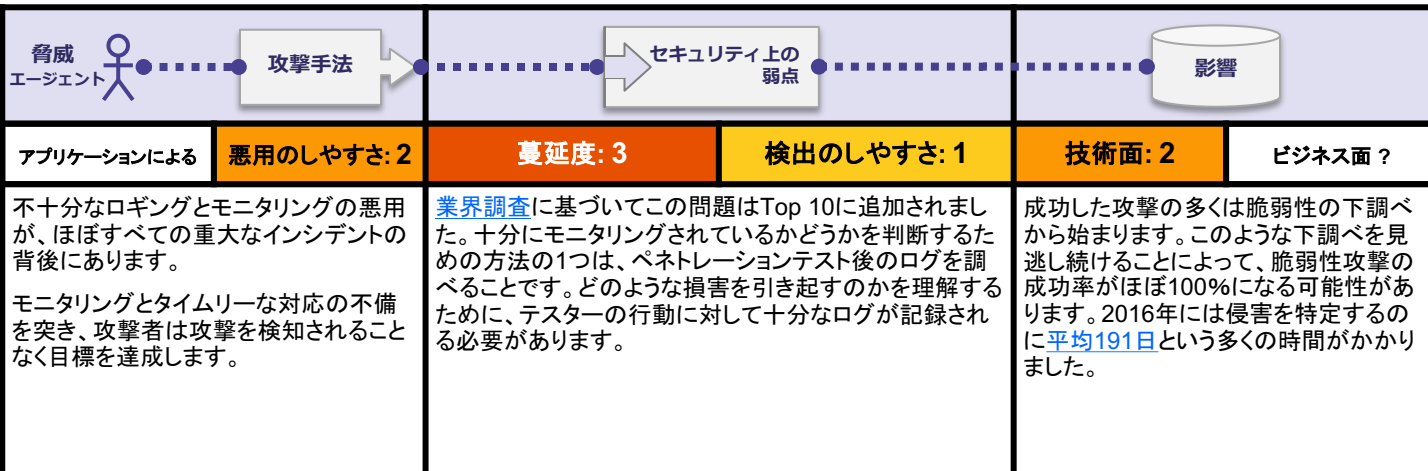 脅威
エージェント
攻撃手法
セキュリティ上の
弱点
影響
アプリケーションによる
悪用のしやすさ: 2
蔓延度: 3
検出のしやすさ: 1
技術面: 2
ビジネス面 ?
不十分なロギングとモニタリングの悪用
が、ほぼすべての重大なインシデントの
背後にあります。
モニタリングとタイムリーな対応の不備
を突き、攻撃者は攻撃を検知されること
なく目標を達成します。
業界調査に基づいてこの問題はTop 10に追加されまし
た。十分にモニタリングされているかどうかを判断するた
めの方法の1つは、ペネトレーションテスト後のログを調
べることです。どのような損害を引き起すのかを理解する
ために、テスターの行動に対して十分なログが記録され
る必要があります。
成功した攻撃の多くは脆弱性の下調べ
から始まります。このような下調べを見
逃し続けることによって、脆弱性攻撃の
成功率がほぼ100%になる可能性があ
ります。2016年には侵害を特定するの
に平均191日という多くの時間がかかり
ました。